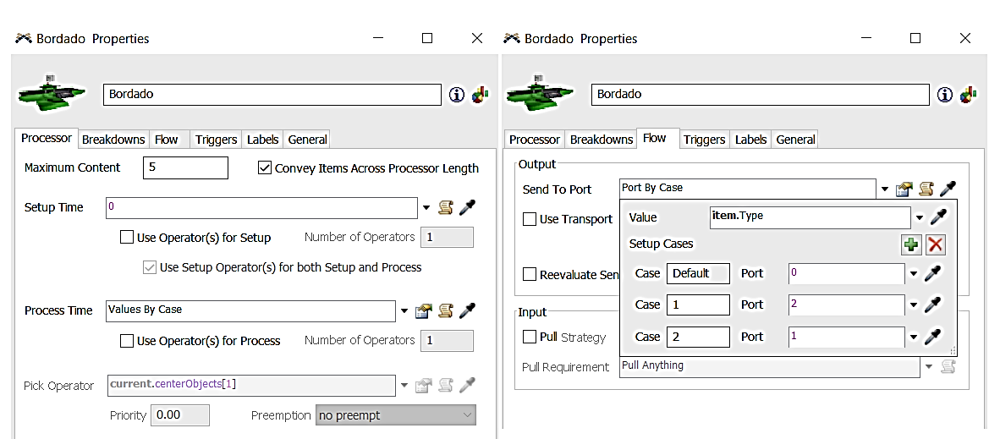 Bordado Properties
Bordado
Processor Breakdowns Flow Triggers Labels General
Maximum Content 5 Convey Items Across Processor Length
Setup Time 0
Use Operator(s) for Setup Number of Operators 1
Use Setup Operator(s) for both Setup and Process
Process Time Values By Case
Use Operator(s) for Process Number of Operators 1
Pick Operator current.centerObjects[1]
Priority 0.00 Preemption no preempt
Bordado Properties
Bordado
Processor Breakdowns Flow Triggers Labels General
Output
Send To Port Port By Case
Use Transport Value item.Type
Setup Cases
Reevaluate Sen Case Default Port 0
Case 1 Port 2
Input
Pull Strategy Case 2 Port 1
Pull Requirement Pull Anything